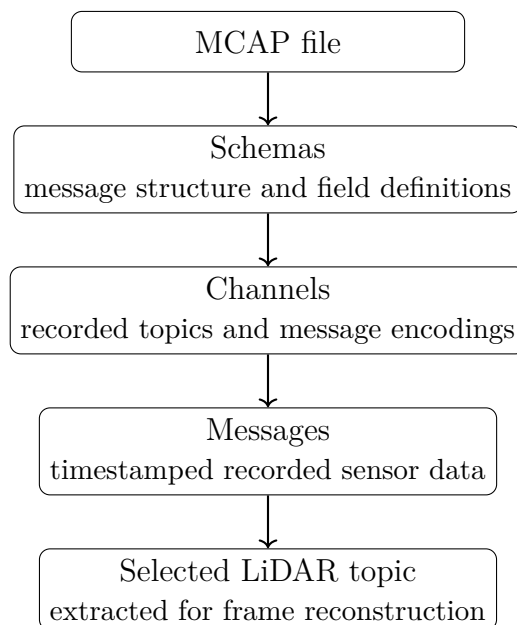 MCAP file
Schemas
message structure and field definitions
Channels
recorded topics and message encodings
Messages
timestamped recorded sensor data
Selected LiDAR topic
extracted for frame reconstruction